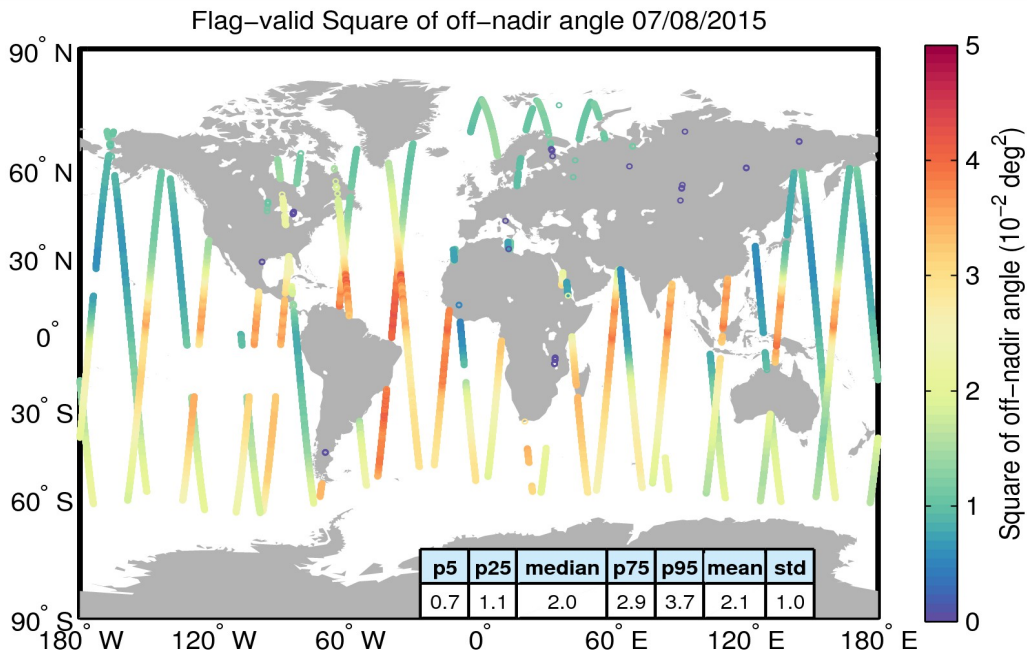 Flag−valid Square of off−nadir angle 07/08/2015
90° N
60° N
30° N
0°
30° S
60° S
90° S
180° W
120° W
60° W
0°
60° E
120° E
180° E
p5 p25 median p75 p95 mean std
0.7 1.1 2.0 2.9 3.7 2.1 1.0
5
4
3
2
1
0
Square of off−nadir angle (10⁻² deg²)